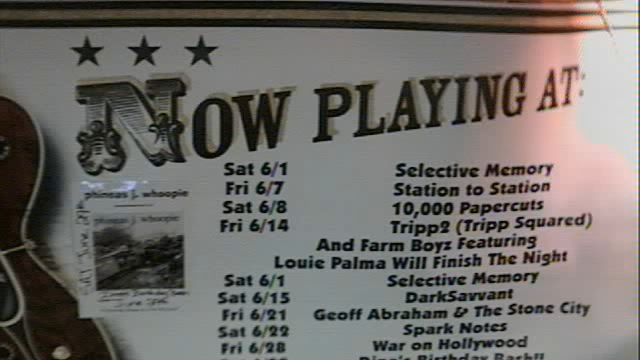 NOW PLAYING AT:
Sat 6/1 Selective Memory
Fri 6/7 Station to Station
Sat 6/8 10,000 Papercuts
Fri 6/14 Tripp2 (Tripp Squared)
And Farm Boyz Featuring
Louie Palma Will Finish The Night
Sat 6/1 Selective Memory
Sat 6/15 DarkSavvant
Fri 6/21 Geoff Abraham & The Stone City
Sat 6/22 Spark Notes
Fri 6/28 War on Hollywood
Birthday Bash!!
phineas j. whoopie
phineas j. whoopie